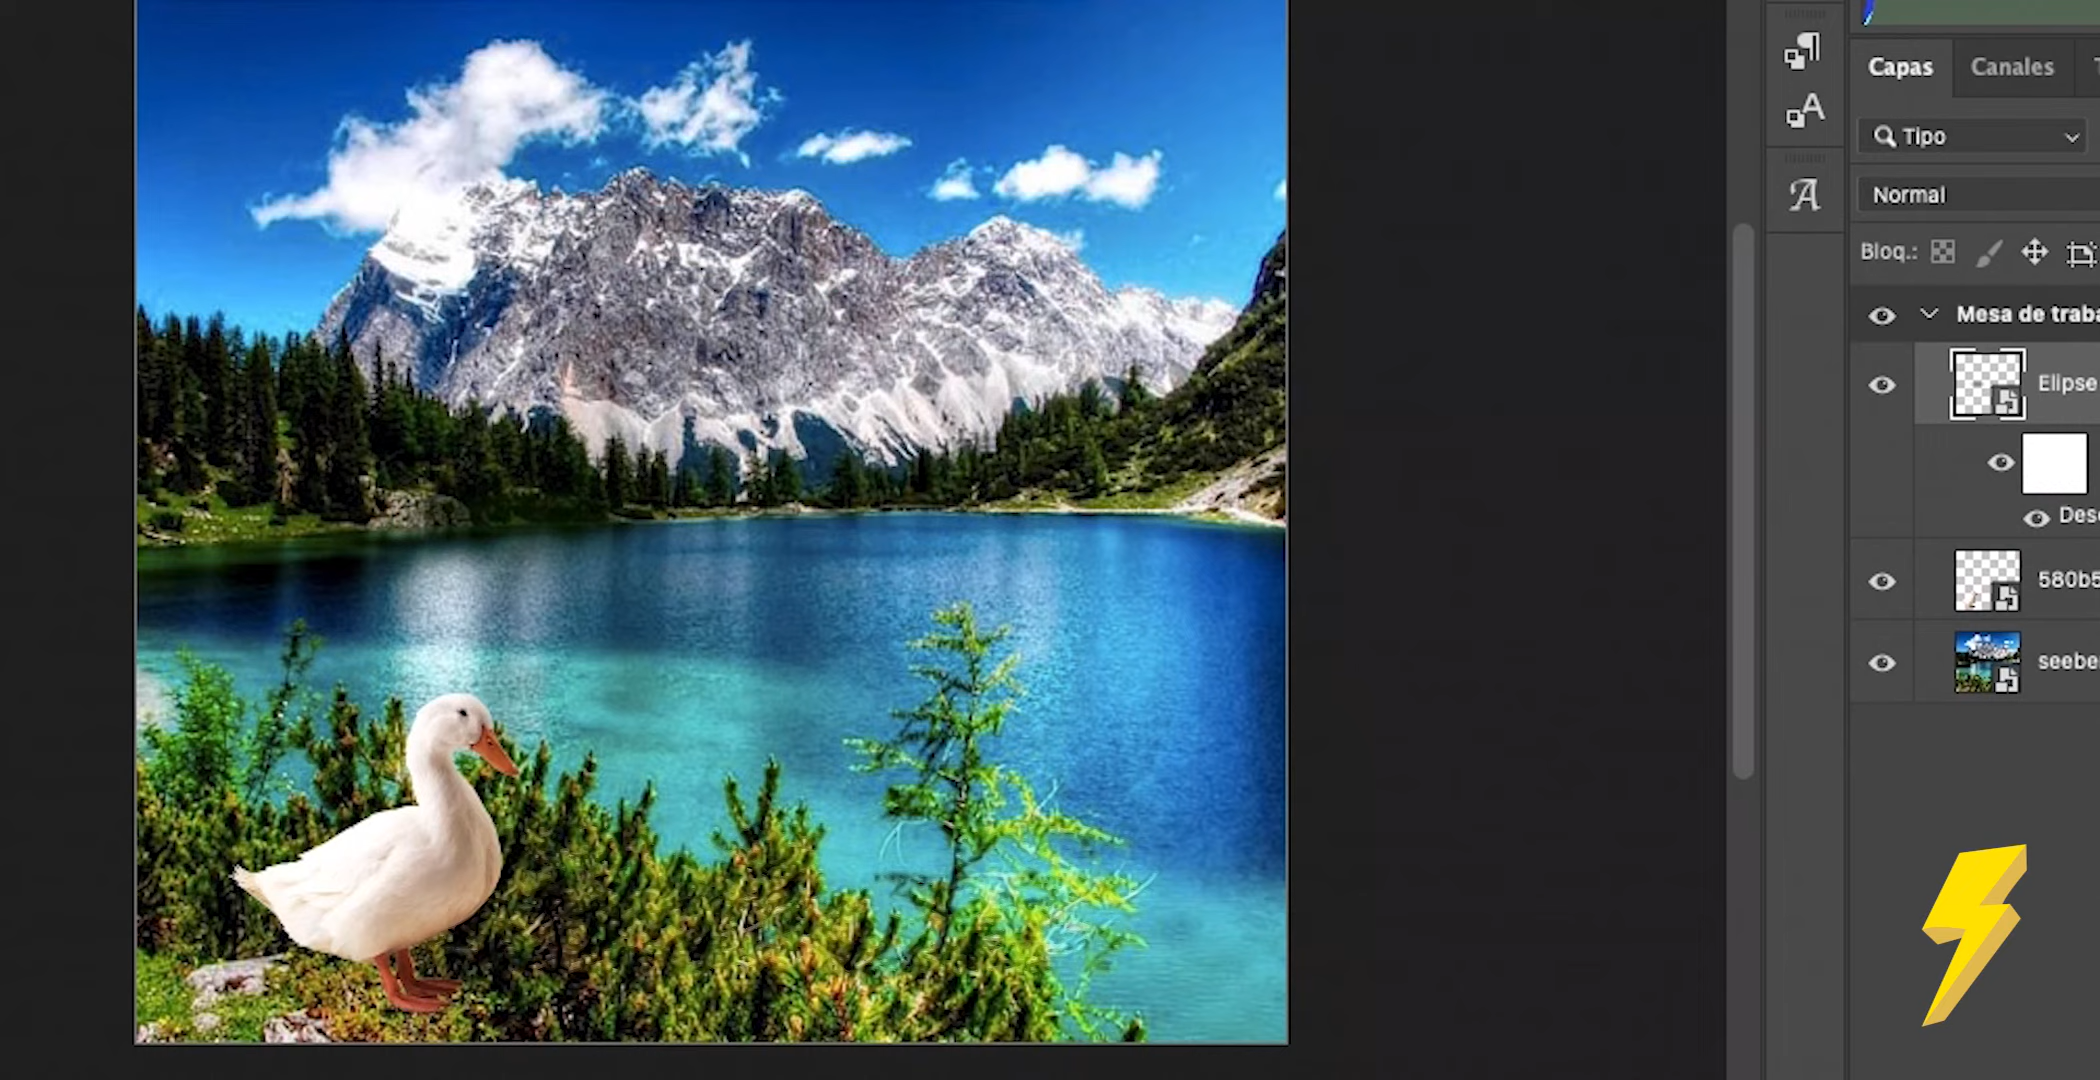 Capas Canales
Tipo
Normal
Bloq.:
Mesa de traba
Elipse
Des
580b5
seebe